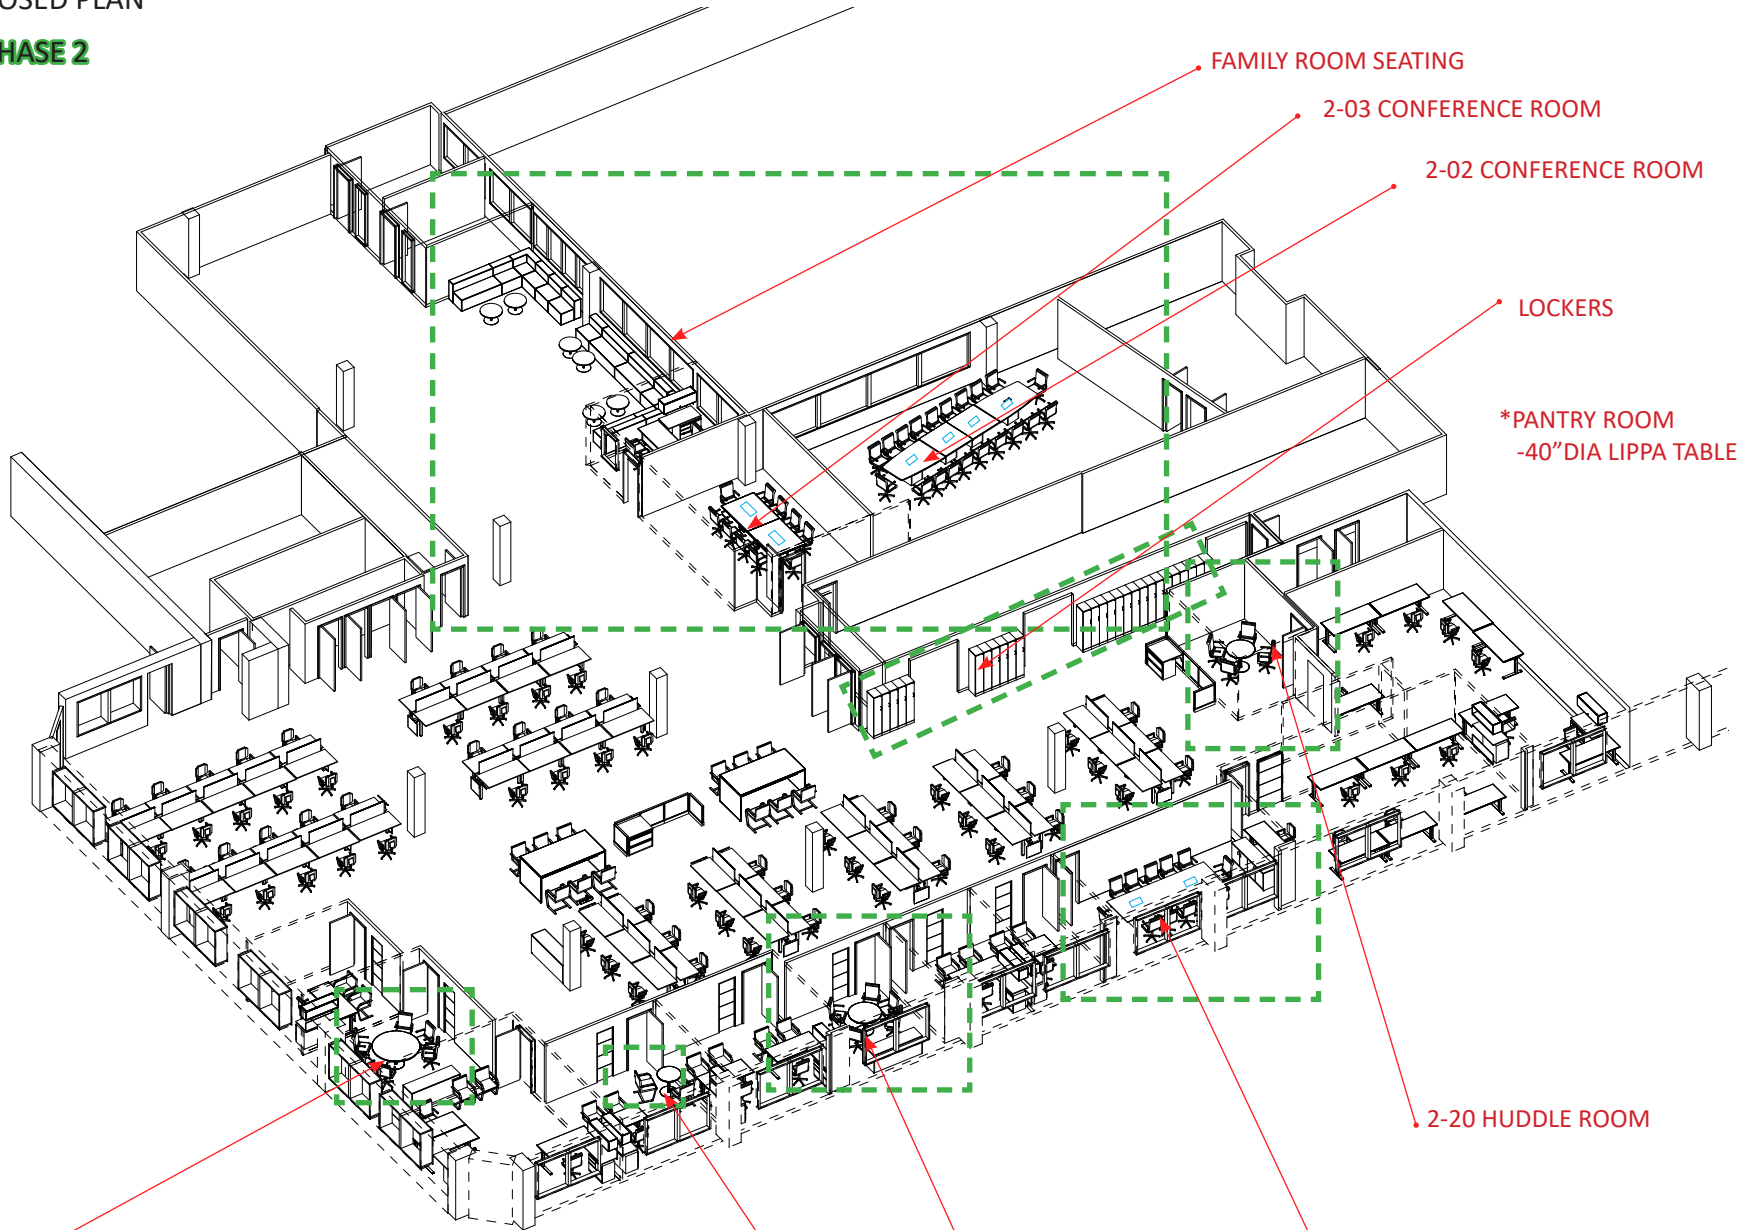 OSED PLAN
HASE 2
FAMILY ROOM SEATING
2-03 CONFERENCE ROOM
2-02 CONFERENCE ROOM
LOCKERS
*PANTRY ROOM
-40”DIA LIPPA TABLE
2-20 HUDDLE ROOM